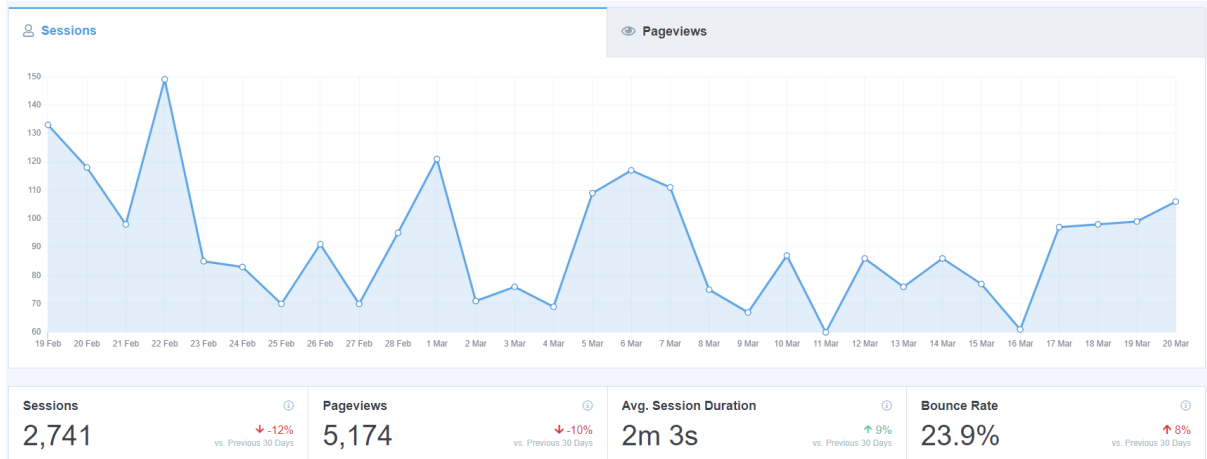 Sessions
Pageviews
150
140
130
120
110
100
90
80
70
60
19 Feb 20 Feb 21 Feb 22 Feb 23 Feb 24 Feb 25 Feb 26 Feb 27 Feb 28 Feb 1 Mar 2 Mar 3 Mar 4 Mar 5 Mar 6 Mar 7 Mar 8 Mar 9 Mar 10 Mar 11 Mar 12 Mar 13 Mar 14 Mar 15 Mar 16 Mar 17 Mar 18 Mar 19 Mar 20 Mar
Sessions
2,741
-12%
vs. Previous 30 Days
Pageviews
5,174
-10%
vs. Previous 30 Days
Avg. Session Duration
2m 3s
9%
vs. Previous 30 Days
Bounce Rate
23.9%
8%
vs. Previous 30 Days